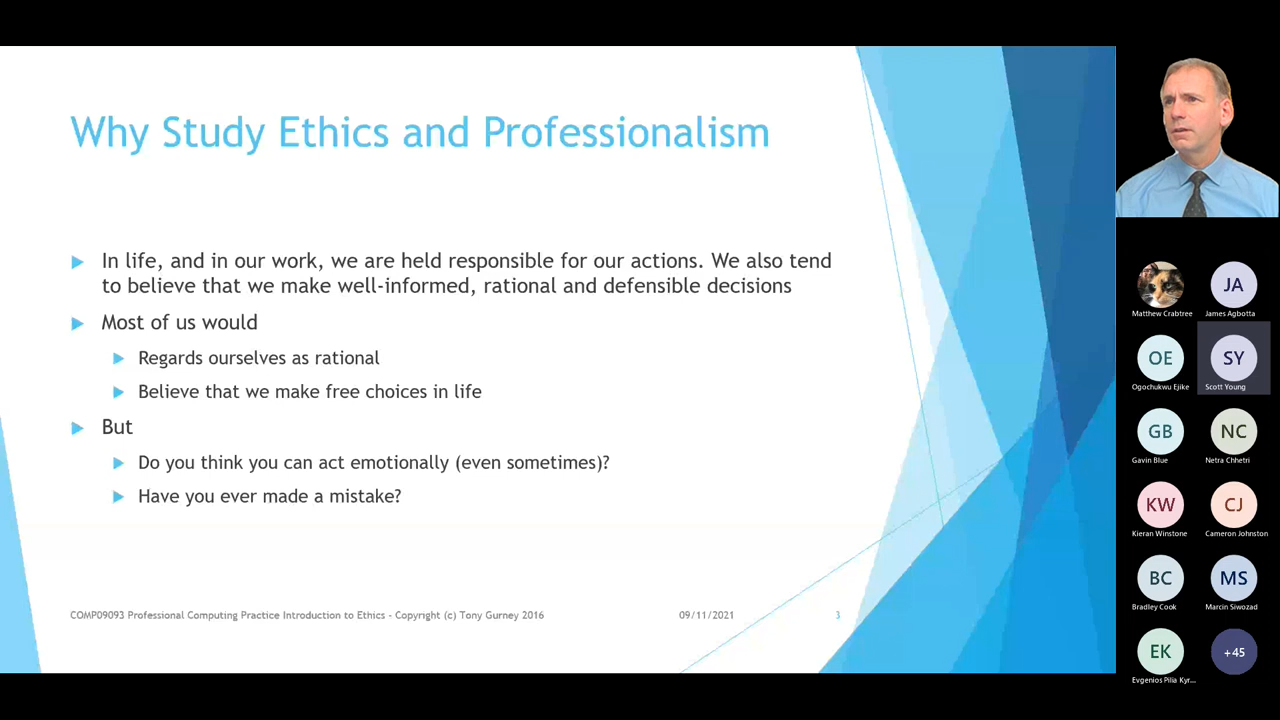 Why Study Ethics and Professionalism
In life, and in our work, we are held responsible for our actions. We also tend
to believe that we make well-informed, rational and defensible decisions
Most of us would
Regards ourselves as rational
Believe that we make free choices in life
But
Do you think you can act emotionally (even sometimes)?
Have you ever made a mistake?
COMP09093 Professional Computing Practice Introduction to Ethics - Copyright (c) Tony Gurney 2016
09/11/2021
3
Matthew Crabtree
JA
James Agbotta
OE
Ogochukwu Ejike
SY
Scott Young
GB
Gavin Blue
NC
Netra Chhetri
KW
Kieran Winstone
CJ
Cameron Johnston
BC
Bradley Cook
MS
Marcin Siwozad
EK
Evgenios Pilia Kyr...
+45